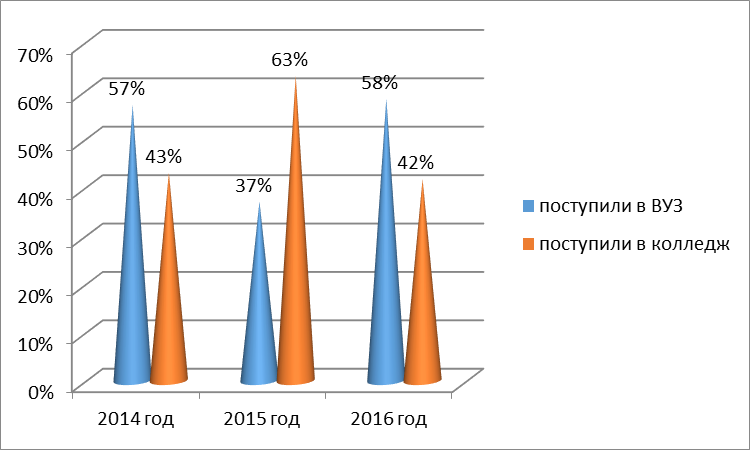 70%
60%
50%
40%
30%
20%
10%
0%
57%
43%
37%
63%
58%
42%
2014 год
2015 год
2016 год
поступили в ВУЗ
поступили в колледж